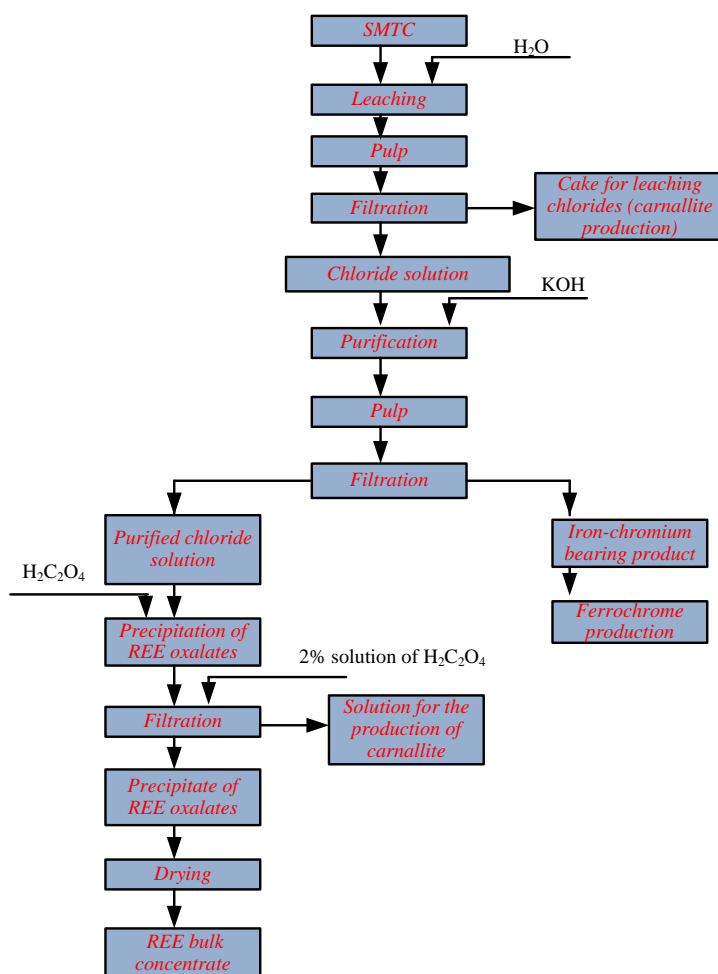 SMTC
H₂O
Leaching
Pulp
Filtration
Cake for leaching
chlorides (carnallite
production)
Chloride solution
KOH
Purification
Pulp
Filtration
Purified chloride
solution
Iron-chromium
bearing product
H₂C₂O₄
Ferrochrome
production
Precipitation of
REE oxalates
2% solution of H₂C₂O₄
Filtration
Solution for the
production of
carnallite
Precipitate of
REE oxalates
Drying
REE bulk
concentrate